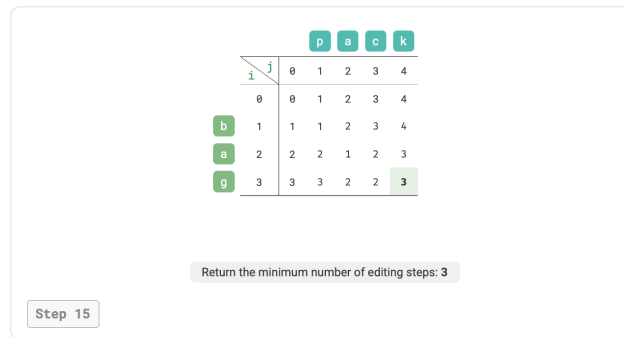 p a c k
i j 0 1 2 3 4
0 0 1 2 3 4
b 1 1 1 2 3 4
a 2 2 2 1 2 3
g 3 3 3 2 2 3
Return the minimum number of editing steps: 3
Step 15